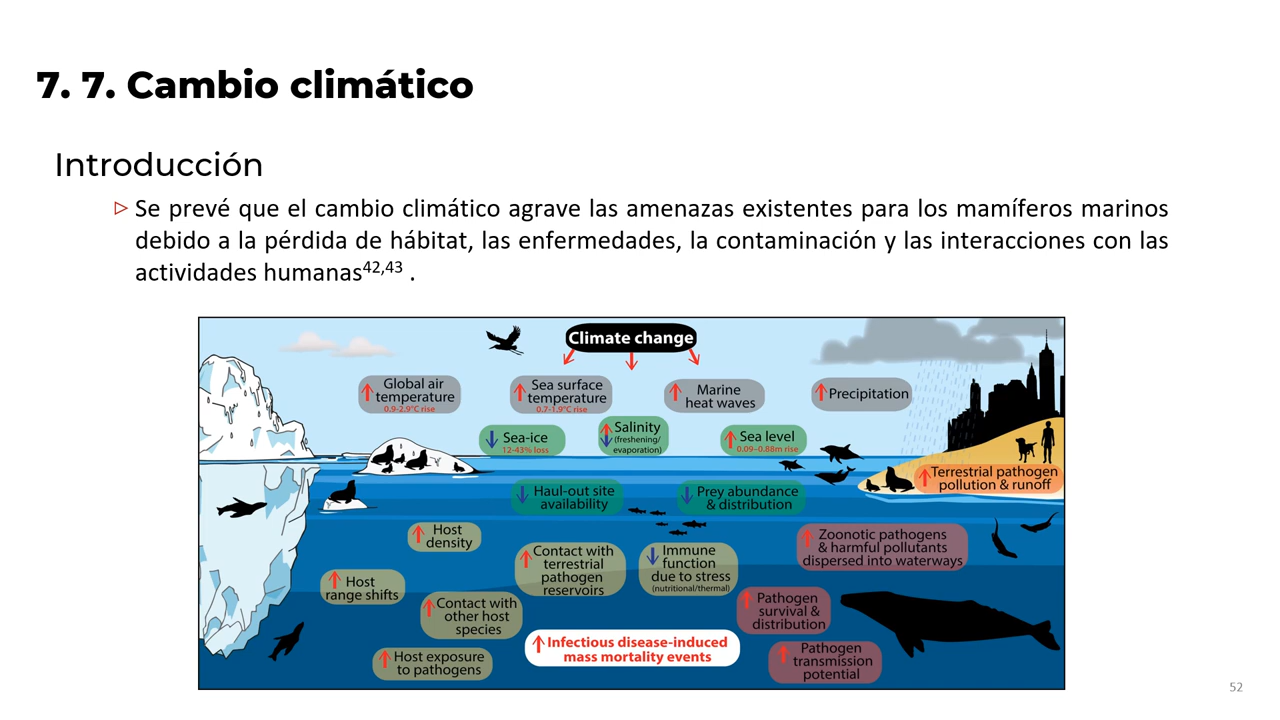 7. 7. Cambio climático
Introducción
Se prevé que el cambio climático agrave las amenazas existentes para los mamíferos marinos
debido a la pérdida de hábitat, las enfermedades, la contaminación y las interacciones con las
actividades humanas42,43 .
Climate change
Global air
temperature
0.9-2.9°C rise
Sea surface
temperature
0.7-1.9°C rise
Marine
heat waves
Precipitation
Sea-ice
12-43% loss
Salinity
(freshening/
evaporation)
Sea level
0.09–0.88m rise
Terrestrial pathogen
pollution & runoff
Haul-out site
availability
Prey abundance
& distribution
Host
density
Contact with
terrestrial
pathogen
reservoirs
Immune
function
due to stress
(nutritional/thermal)
Zoonotic pathogens
& harmful pollutants
dispersed into waterways
Host
range shifts
Contact with
other host
species
Pathogen
survival &
distribution
Infectious disease-induced
mass mortality events
Host exposure
to pathogens
Pathogen
transmission
potential
52